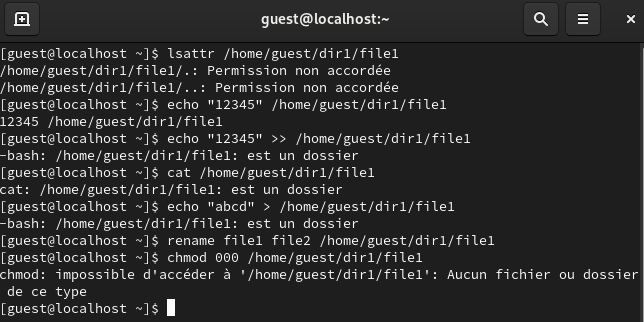 guest@localhost:~
[guest@localhost ~]$ lsattr /home/guest/dir1/file1
/home/guest/dir1/file1/.: Permission non accordée
/home/guest/dir1/file1/..: Permission non accordée
[guest@localhost ~]$ echo "12345" /home/guest/dir1/file1
12345 /home/guest/dir1/file1
[guest@localhost ~]$ echo "12345" >> /home/guest/dir1/file1
-bash: /home/guest/dir1/file1: est un dossier
[guest@localhost ~]$ cat /home/guest/dir1/file1
cat: /home/guest/dir1/file1: est un dossier
[guest@localhost ~]$ echo "abcd" > /home/guest/dir1/file1
-bash: /home/guest/dir1/file1: est un dossier
[guest@localhost ~]$ rename file1 file2 /home/guest/dir1/file1
[guest@localhost ~]$ chmod 000 /home/guest/dir1/file1
chmod: impossible d'accéder à '/home/guest/dir1/file1': Aucun fichier ou dossier
de ce type
[guest@localhost ~]$